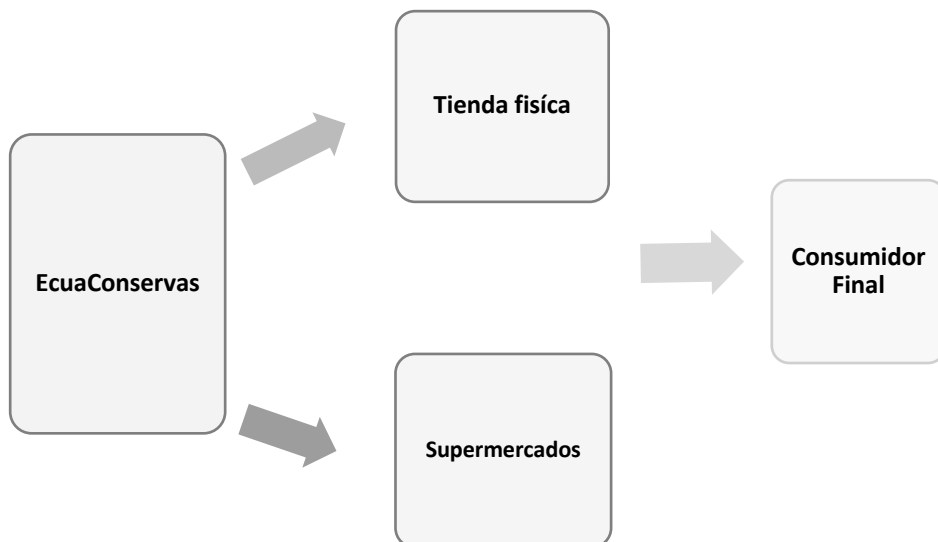 Tienda fisíca
EcuaConservas
Consumidor
Final
Supermercados